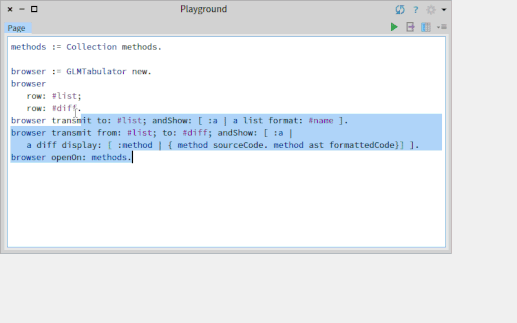 Playground
Page
methods := Collection methods.
browser := GLMTabulator new.
browser
row: #list;
row: #diff.
browser transmit to: #list; andShow: [ :a | a list format: #name ].
browser transmit from: #list; to: #diff; andShow: [ :a |
a diff display: [ :method | { method sourceCode. method ast formattedCode}] ].
browser openOn: methods.